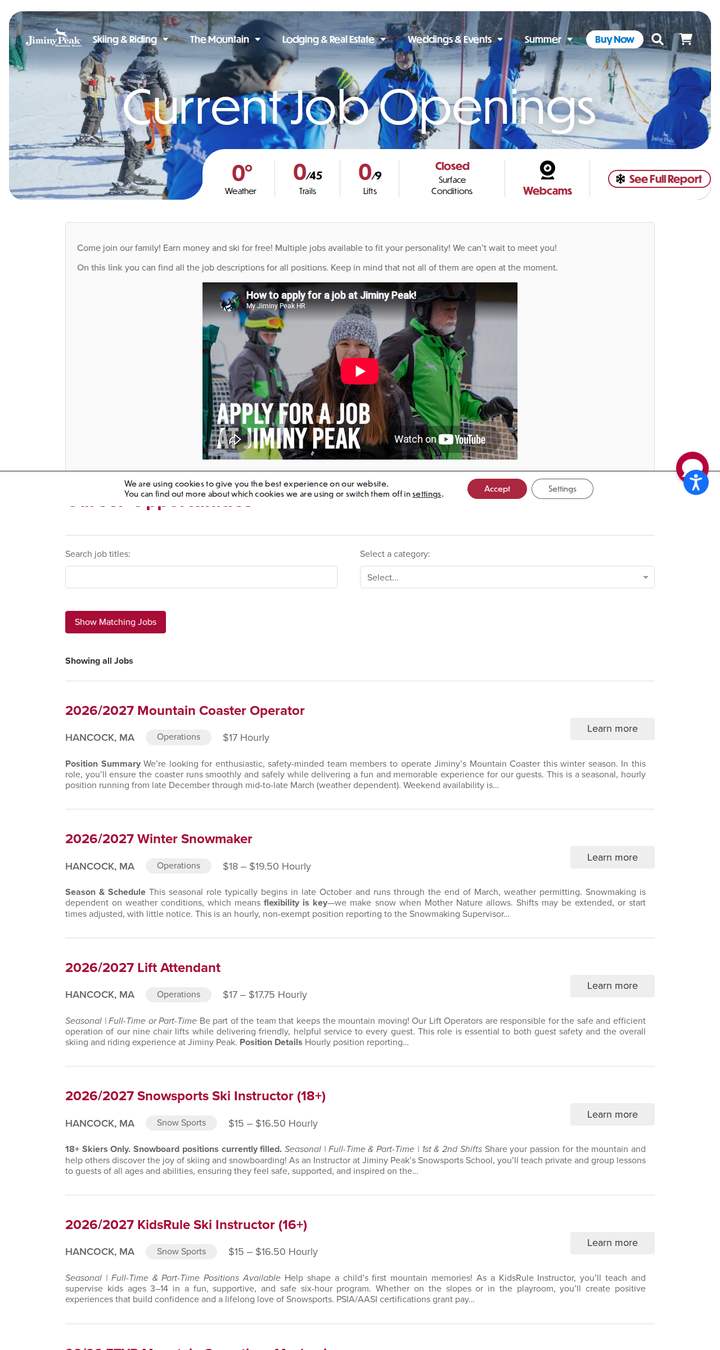 Jiminy Peak
Skiing & Riding
The Mountain
Lodging & Real Estate
Weddings & Events
Summer
Buy Now
Current Job Openings
0°
Weather
0/45
Trails
0/9
Lifts
Closed
Surface
Conditions
Webcams
See Full Report
Come join our family! Earn money and ski for free! Multiple jobs available to fit your personality! We can't wait to meet you!
On this link you can find all the job descriptions for all positions. Keep in mind that not all of them are open at the moment.
How to apply for a job at Jiminy Peak!
My Jiminy Peak HR
APPLY FOR A JOB
AT JIMINY PEAK
Watch on YouTube
We are using cookies to give you the best experience on our website.
You can find out more about which cookies we are using or switch them off in settings.
Accept
Settings
Search job titles:
Select a category:
Select...
Show Matching Jobs
Showing all Jobs
2026/2027 Mountain Coaster Operator
Learn more
HANCOCK, MA Operations $17 Hourly
Position Summary We're looking for enthusiastic, safety-minded team members to operate Jiminy's Mountain Coaster this winter season. In this
role, you'll ensure the coaster runs smoothly and safely while delivering a fun and memorable experience for our guests. This is a seasonal, hourly
position running from late December through mid-to-late March (weather dependent). Weekend availability is...
2026/2027 Winter Snowmaker
Learn more
HANCOCK, MA Operations $18 – $19.50 Hourly
Season & Schedule This seasonal role typically begins in late October and runs through the end of March, weather permitting. Snowmaking is
dependent on weather conditions, which means flexibility is key—we make snow when Mother Nature allows. Shifts may be extended, or start
times adjusted, with little notice. This is an hourly, non-exempt position reporting to the Snowmaking Supervisor...
2026/2027 Lift Attendant
Learn more
HANCOCK, MA Operations $17 – $17.75 Hourly
Seasonal | Full-Time or Part-Time Be part of the team that keeps the mountain moving! Our Lift Operators are responsible for the safe and efficient
operation of our nine chair lifts while delivering friendly, helpful service to every guest. This role is essential to both guest safety and the overall
skiing and riding experience at Jiminy Peak. Position Details Hourly position reporting...
2026/2027 Snowsports Ski Instructor (18+)
Learn more
HANCOCK, MA Snow Sports $15 – $16.50 Hourly
18+ Skiers Only. Snowboard positions currently filled. Seasonal | Full-Time & Part-Time | 1st & 2nd Shifts Share your passion for the mountain and
help others discover the joy of skiing and snowboarding! As an Instructor at Jiminy Peak's Snowsports School, you'll teach private and group lessons
to guests of all ages and abilities, ensuring they feel safe, supported, and inspired on the...
2026/2027 KidsRule Ski Instructor (16+)
Learn more
HANCOCK, MA Snow Sports $15 – $16.50 Hourly
Seasonal | Full-Time & Part-Time Positions Available Help shape a child's first mountain memories! As a KidsRule Instructor, you'll teach and
supervise kids ages 3–14 in a fun, supportive, and safe six-hour program. Whether on the slopes or in the playroom, you'll create positive
experiences that build confidence and a lifelong love of Snowsports. PSIA/AASI certifications grant pay...